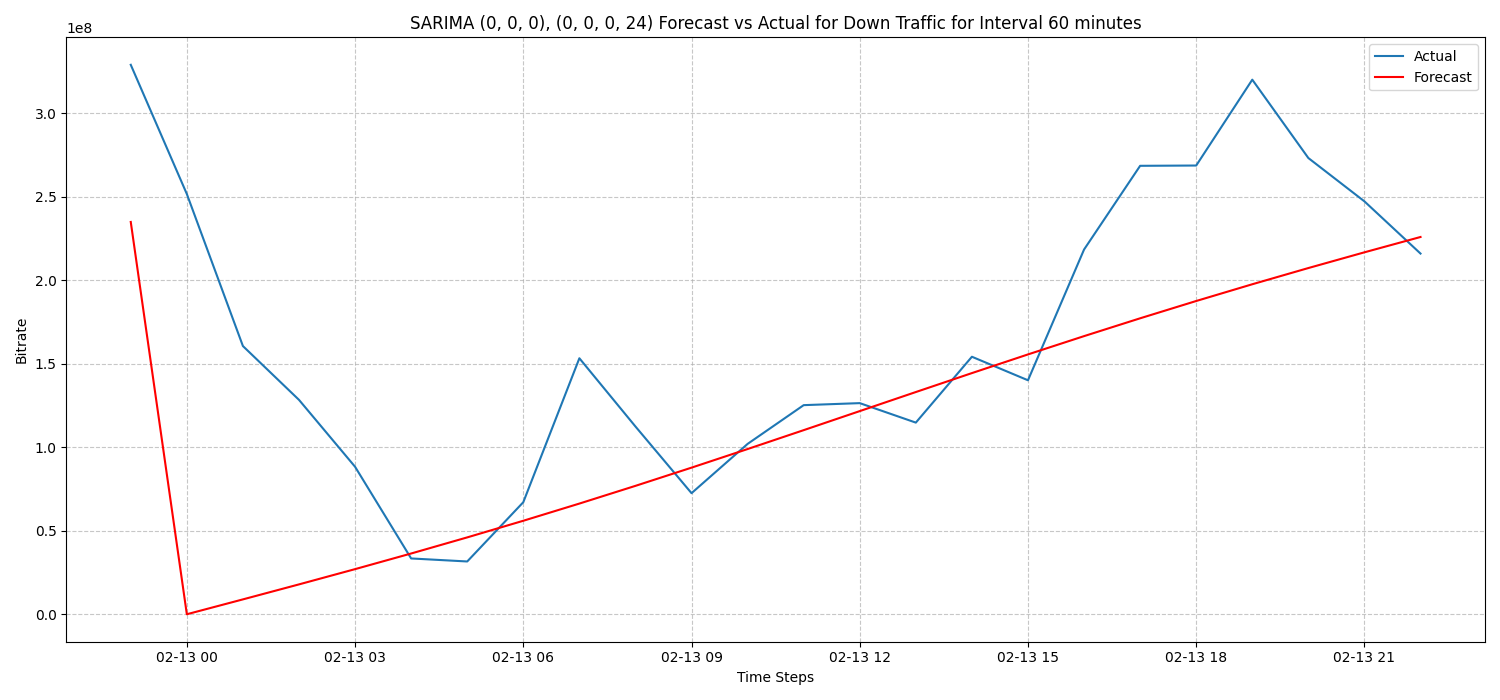 SARIMA (0, 0, 0), (0, 0, 0, 24) Forecast vs Actual for Down Traffic for Interval 60 minutes
1e8
Actual
Forecast
3.0
2.5
2.0
1.5
1.0
0.5
0.0
Bitrate
02-13 00 02-13 03 02-13 06 02-13 09 02-13 12 02-13 15 02-13 18 02-13 21
Time Steps